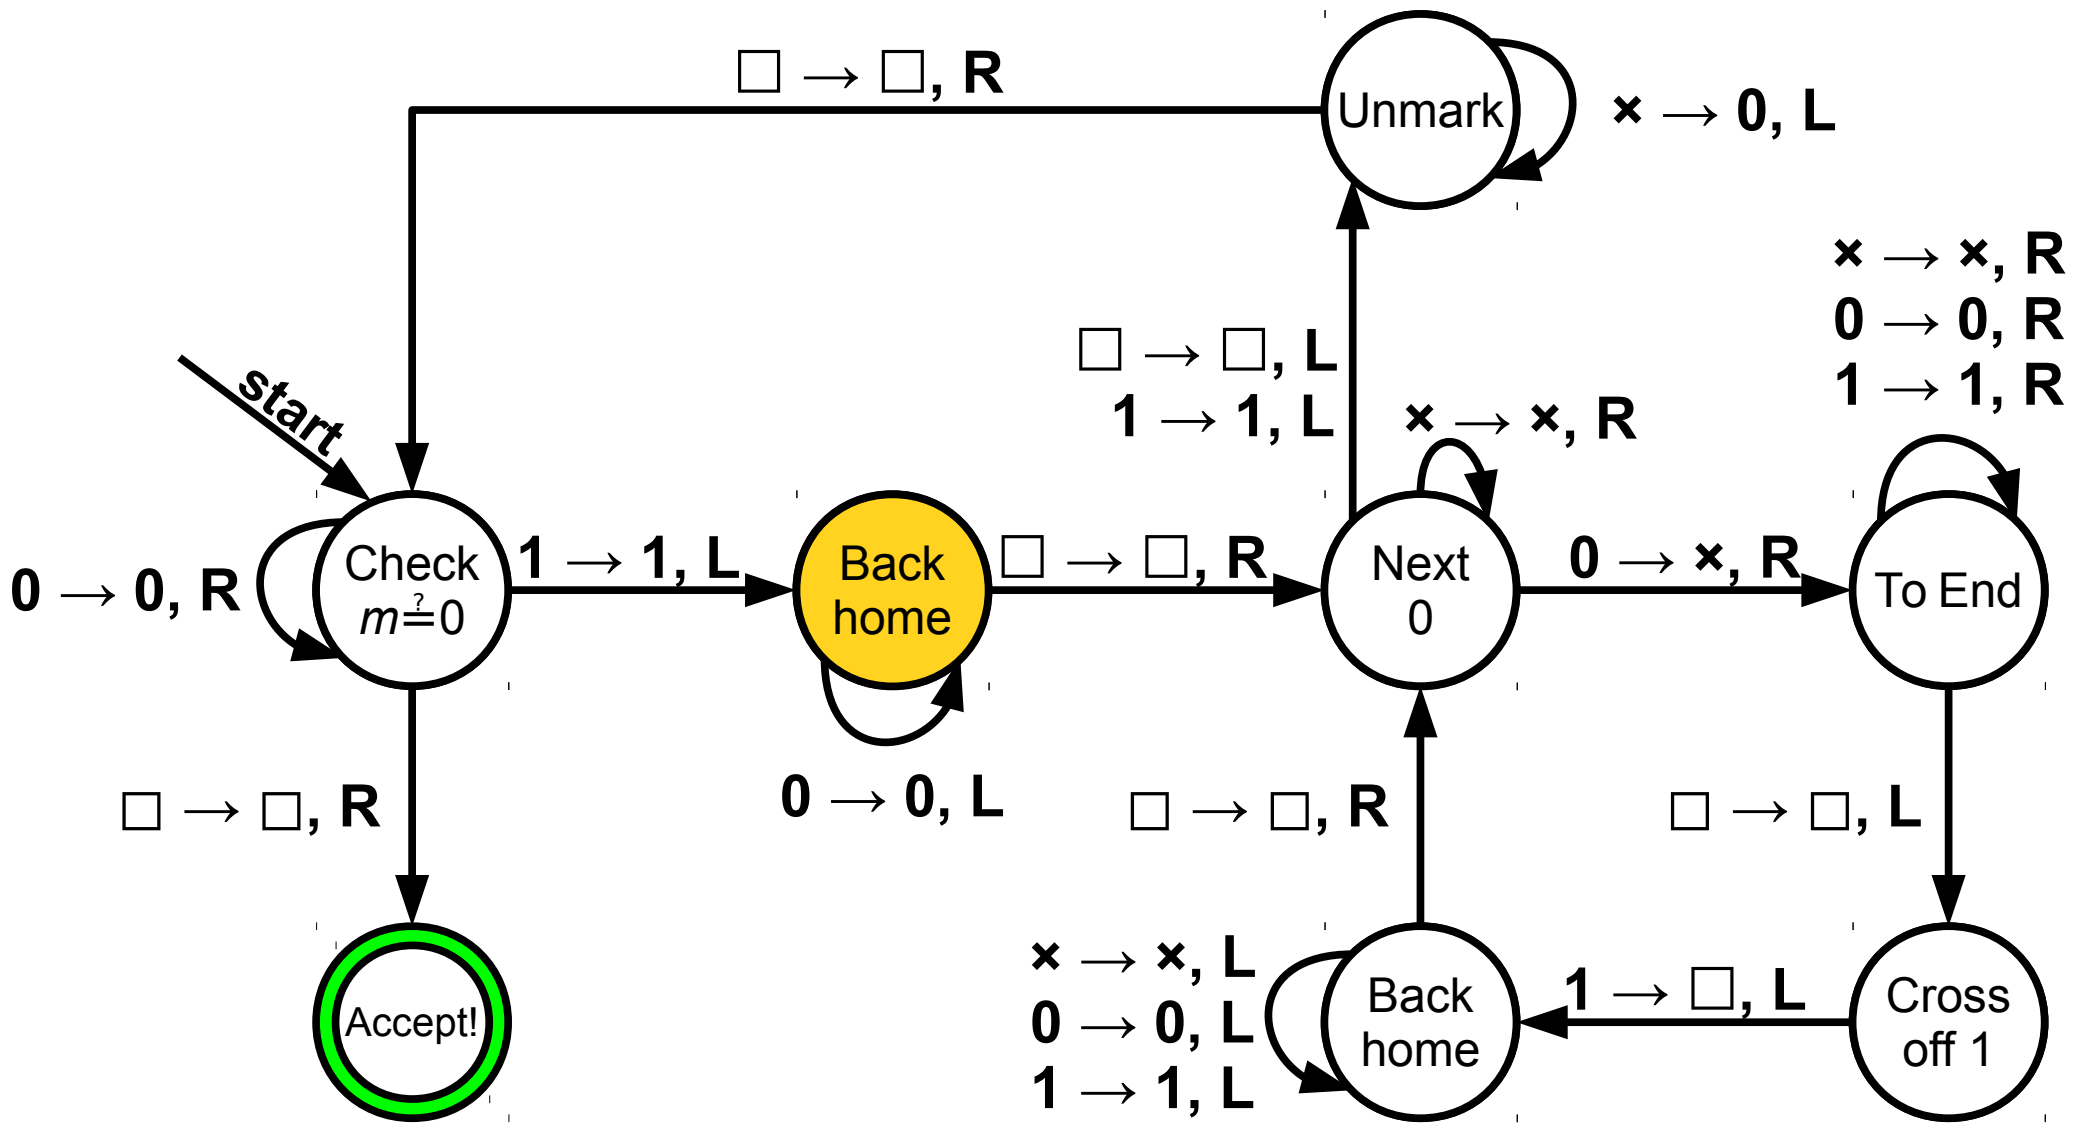 □ → □, R
Unmark
× → 0, L
× → ×, R
0 → 0, R
1 → 1, R
□ → □, L
1 → 1, L
× → ×, R
start
0 → 0, R
Check
m≟0
1 → 1, L
Back
home
□ → □, R
Next
0
0 → ×, R
To End
0 → 0, L
□ → □, R
□ → □, R
□ → □, L
Accept!
× → ×, L
0 → 0, L
1 → 1, L
Back
home
1 → □, L
Cross
off 1